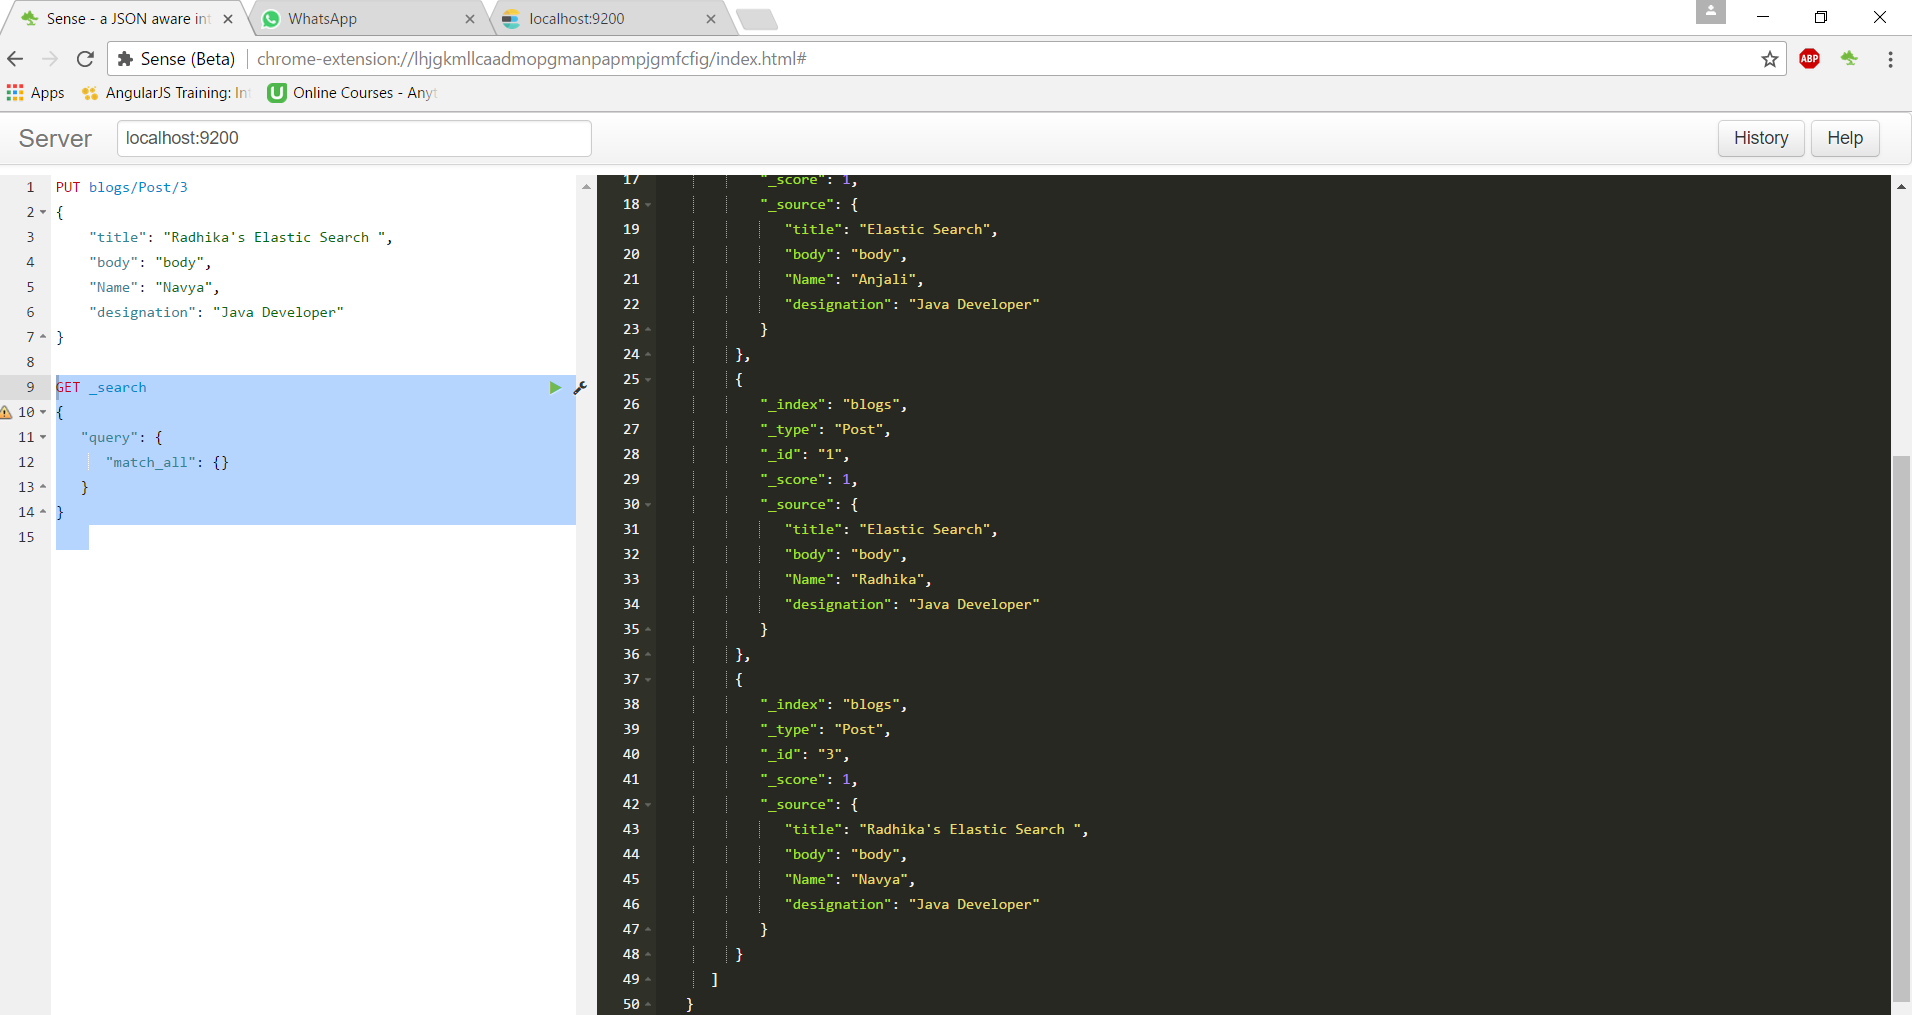 Sense - a JSON aware int
WhatsApp
localhost:9200
Sense (Beta) chrome-extension://lhjgkmllcaadmopgmanpapmpjgmfcfig/index.html#
ABP
Apps AngularJS Training: Int Online Courses - Anyt
Server localhost:9200 History Help
1 PUT blogs/Post/3
2 {
3 "title": "Radhika's Elastic Search ",
4 "body": "body",
5 "Name": "Navya",
6 "designation": "Java Developer"
7 }
8
9 GET _search
10 {
11 "query": {
12 "match_all": {}
13 }
14 }
15
17 "_score": 1,
18 "_source": {
19 "title": "Elastic Search",
20 "body": "body",
21 "Name": "Anjali",
22 "designation": "Java Developer"
23 }
24 },
25 {
26 "_index": "blogs",
27 "_type": "Post",
28 "_id": "1",
29 "_score": 1,
30 "_source": {
31 "title": "Elastic Search",
32 "body": "body",
33 "Name": "Radhika",
34 "designation": "Java Developer"
35 }
36 },
37 {
38 "_index": "blogs",
39 "_type": "Post",
40 "_id": "3",
41 "_score": 1,
42 "_source": {
43 "title": "Radhika's Elastic Search ",
44 "body": "body",
45 "Name": "Navya",
46 "designation": "Java Developer"
47 }
48 }
49 ]
50 }